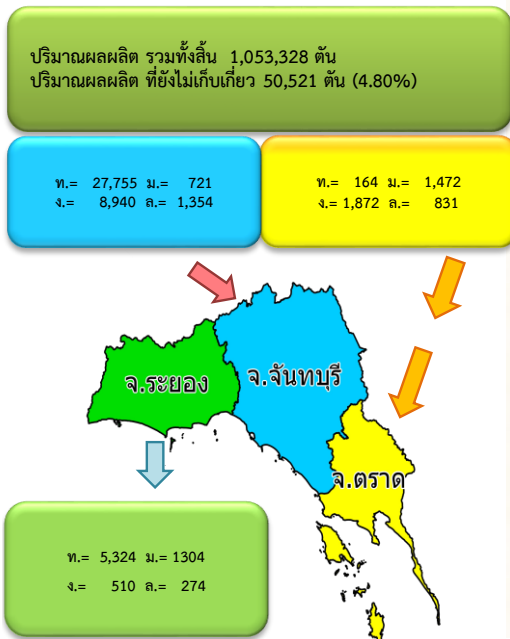 ปริมาณผลผลิต รวมทั้งสิ้น 1,053,328 ตัน
ปริมาณผลผลิต ที่ยังไม่เก็บเกี่ยว 50,521 ตัน (4.80%)
ท.= 27,755 ม.= 721
ง.= 8,940 ล.= 1,354
ท.= 164 ม.= 1,472
ง.= 1,872 ล.= 831
จ.ระยอง
จ.จันทบุรี
จ.ตราด
ท.= 5,324 ม.= 1304
ง.= 510 ล.= 274